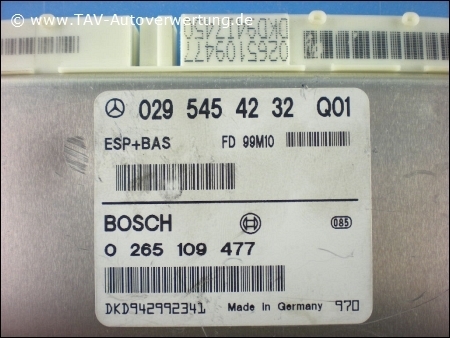 © www.TAV-Autoverwertung.de
0265109477
DKD94I7450
029 545 42 32 Q01
ESP+BAS FD 99M10
BOSCH 085
0 265 109 477
DKD942992341 Made in Germany 970